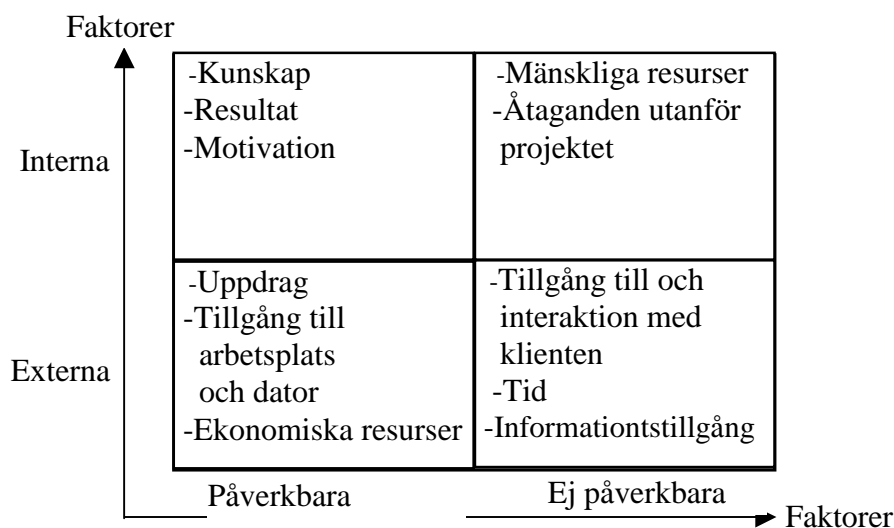 Faktorer
Interna
-Kunskap
-Resultat
-Motivation
-Mänskliga resurser
-Åtaganden utanför
projektet
Externa
-Uppdrag
-Tillgång till
arbetsplats
och dator
-Ekonomiska resurser
-Tillgång till och
interaktion med
klienten
-Tid
-Informationtstillgång
Påverkbara
Ej påverkbara
Faktorer